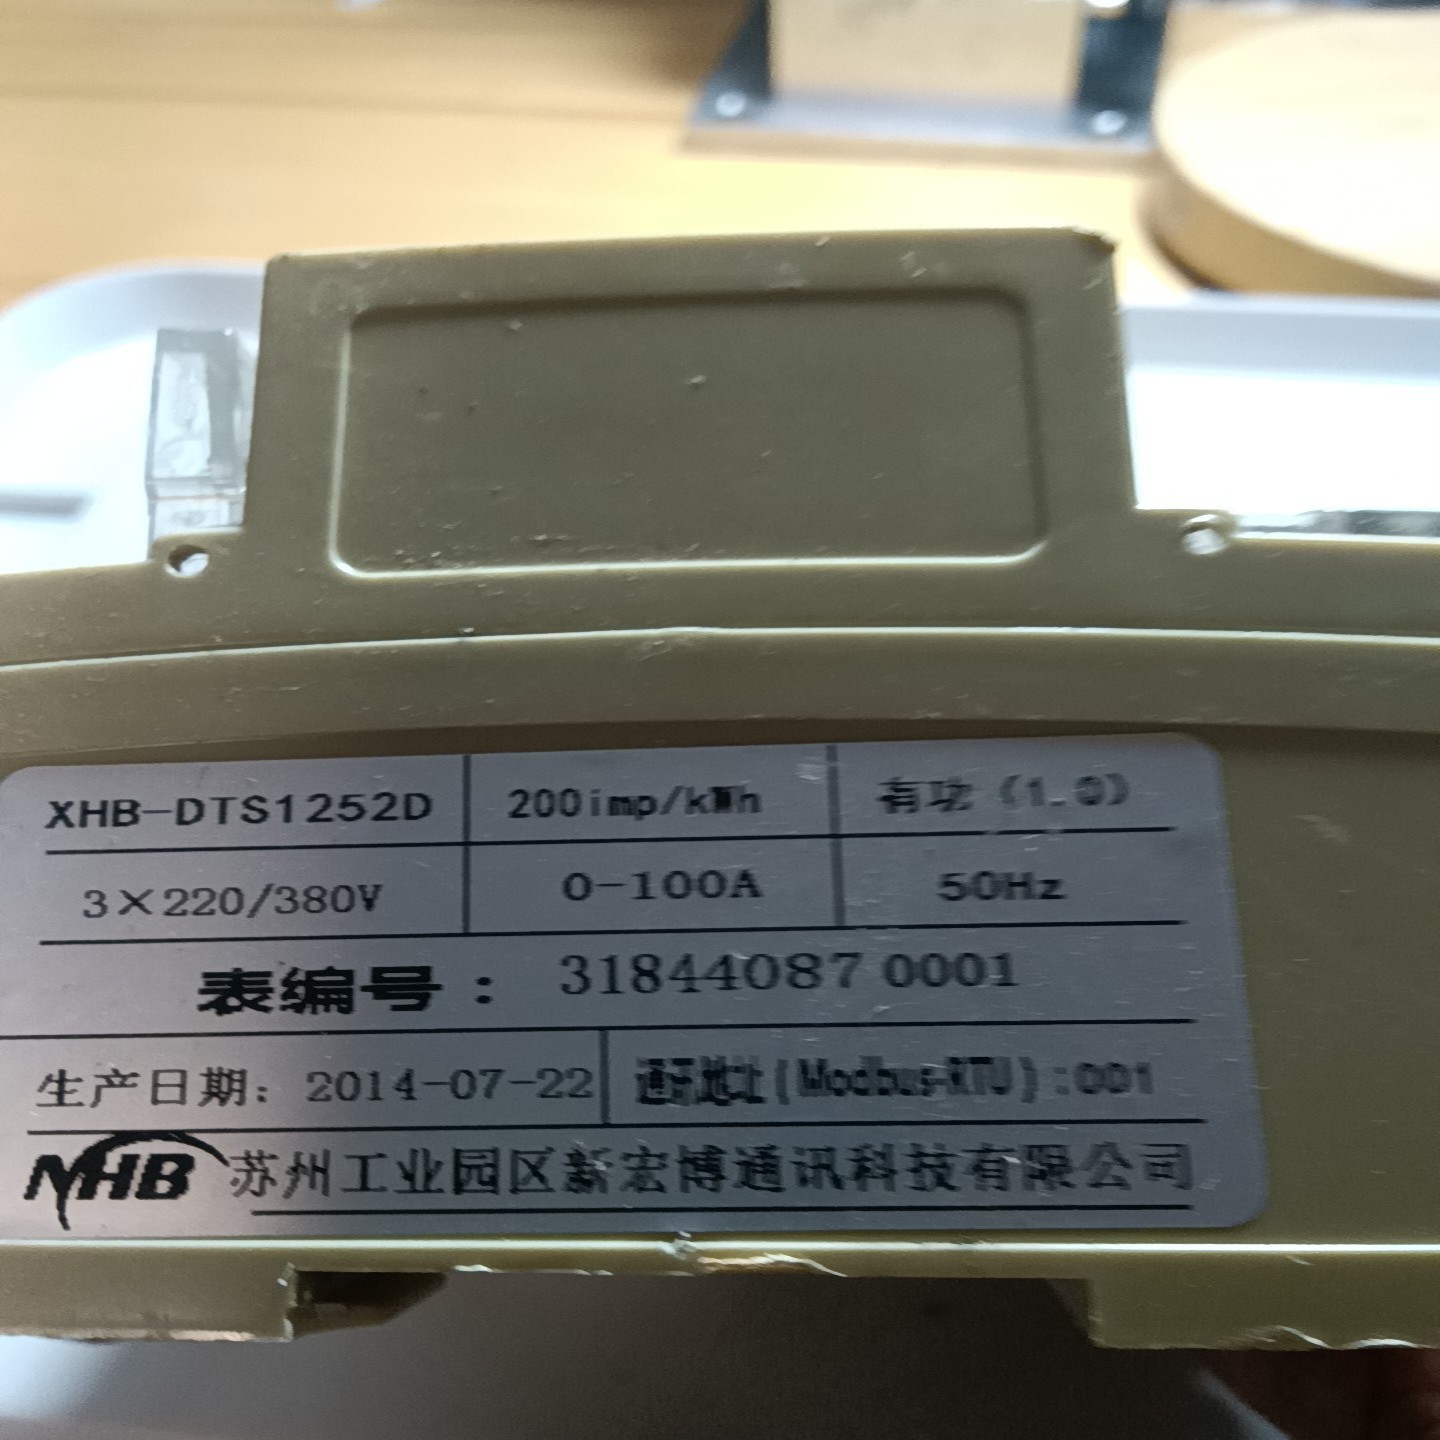 XHB-DTS1252D 200imp/kWh 有功（1.0）
3×220/380V 0-100A 50Hz
表编号： 31844087 0001
生产日期：2014-07-22 通讯地址(Modbus-RTU):001
XHB 苏州工业园区新宏博通讯科技有限公司